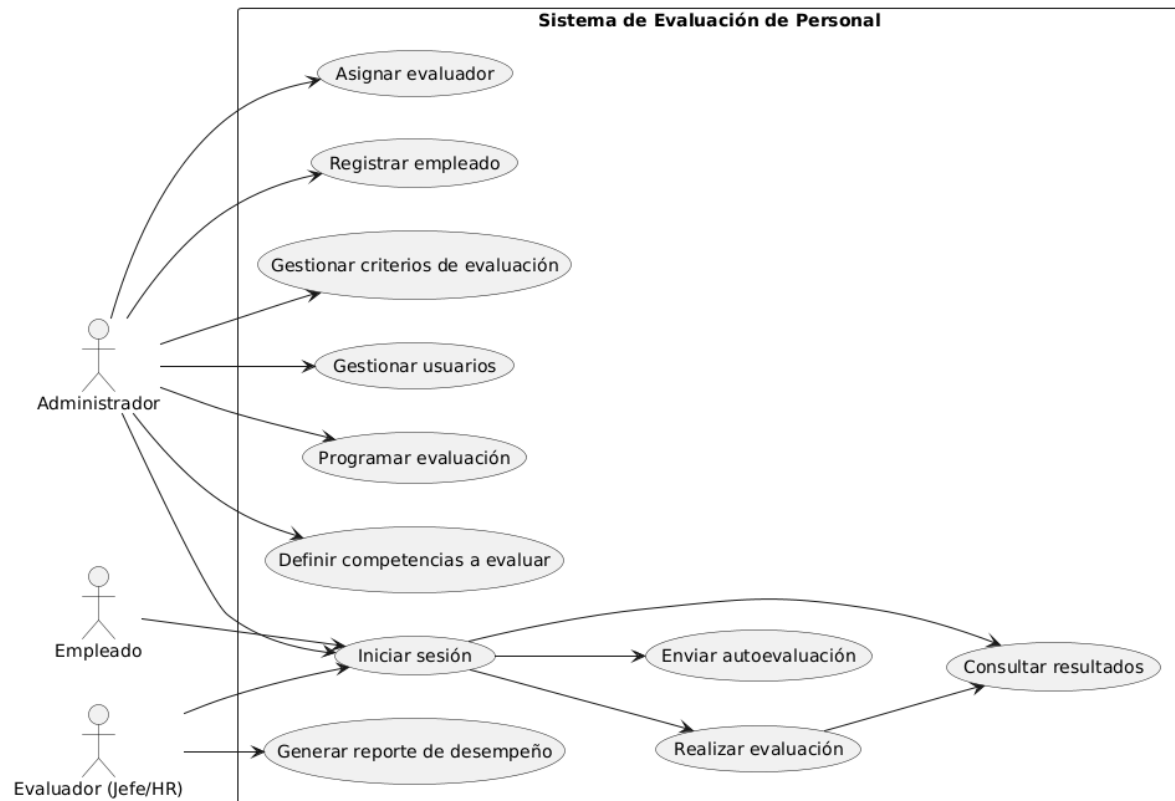 Sistema de Evaluación de Personal
Asignar evaluador
Registrar empleado
Gestionar criterios de evaluación
Gestionar usuarios
Administrador
Programar evaluación
Definir competencias a evaluar
Empleado
Iniciar sesión
Enviar autoevaluación
Consultar resultados
Realizar evaluación
Generar reporte de desempeño
Evaluador (Jefe/HR)